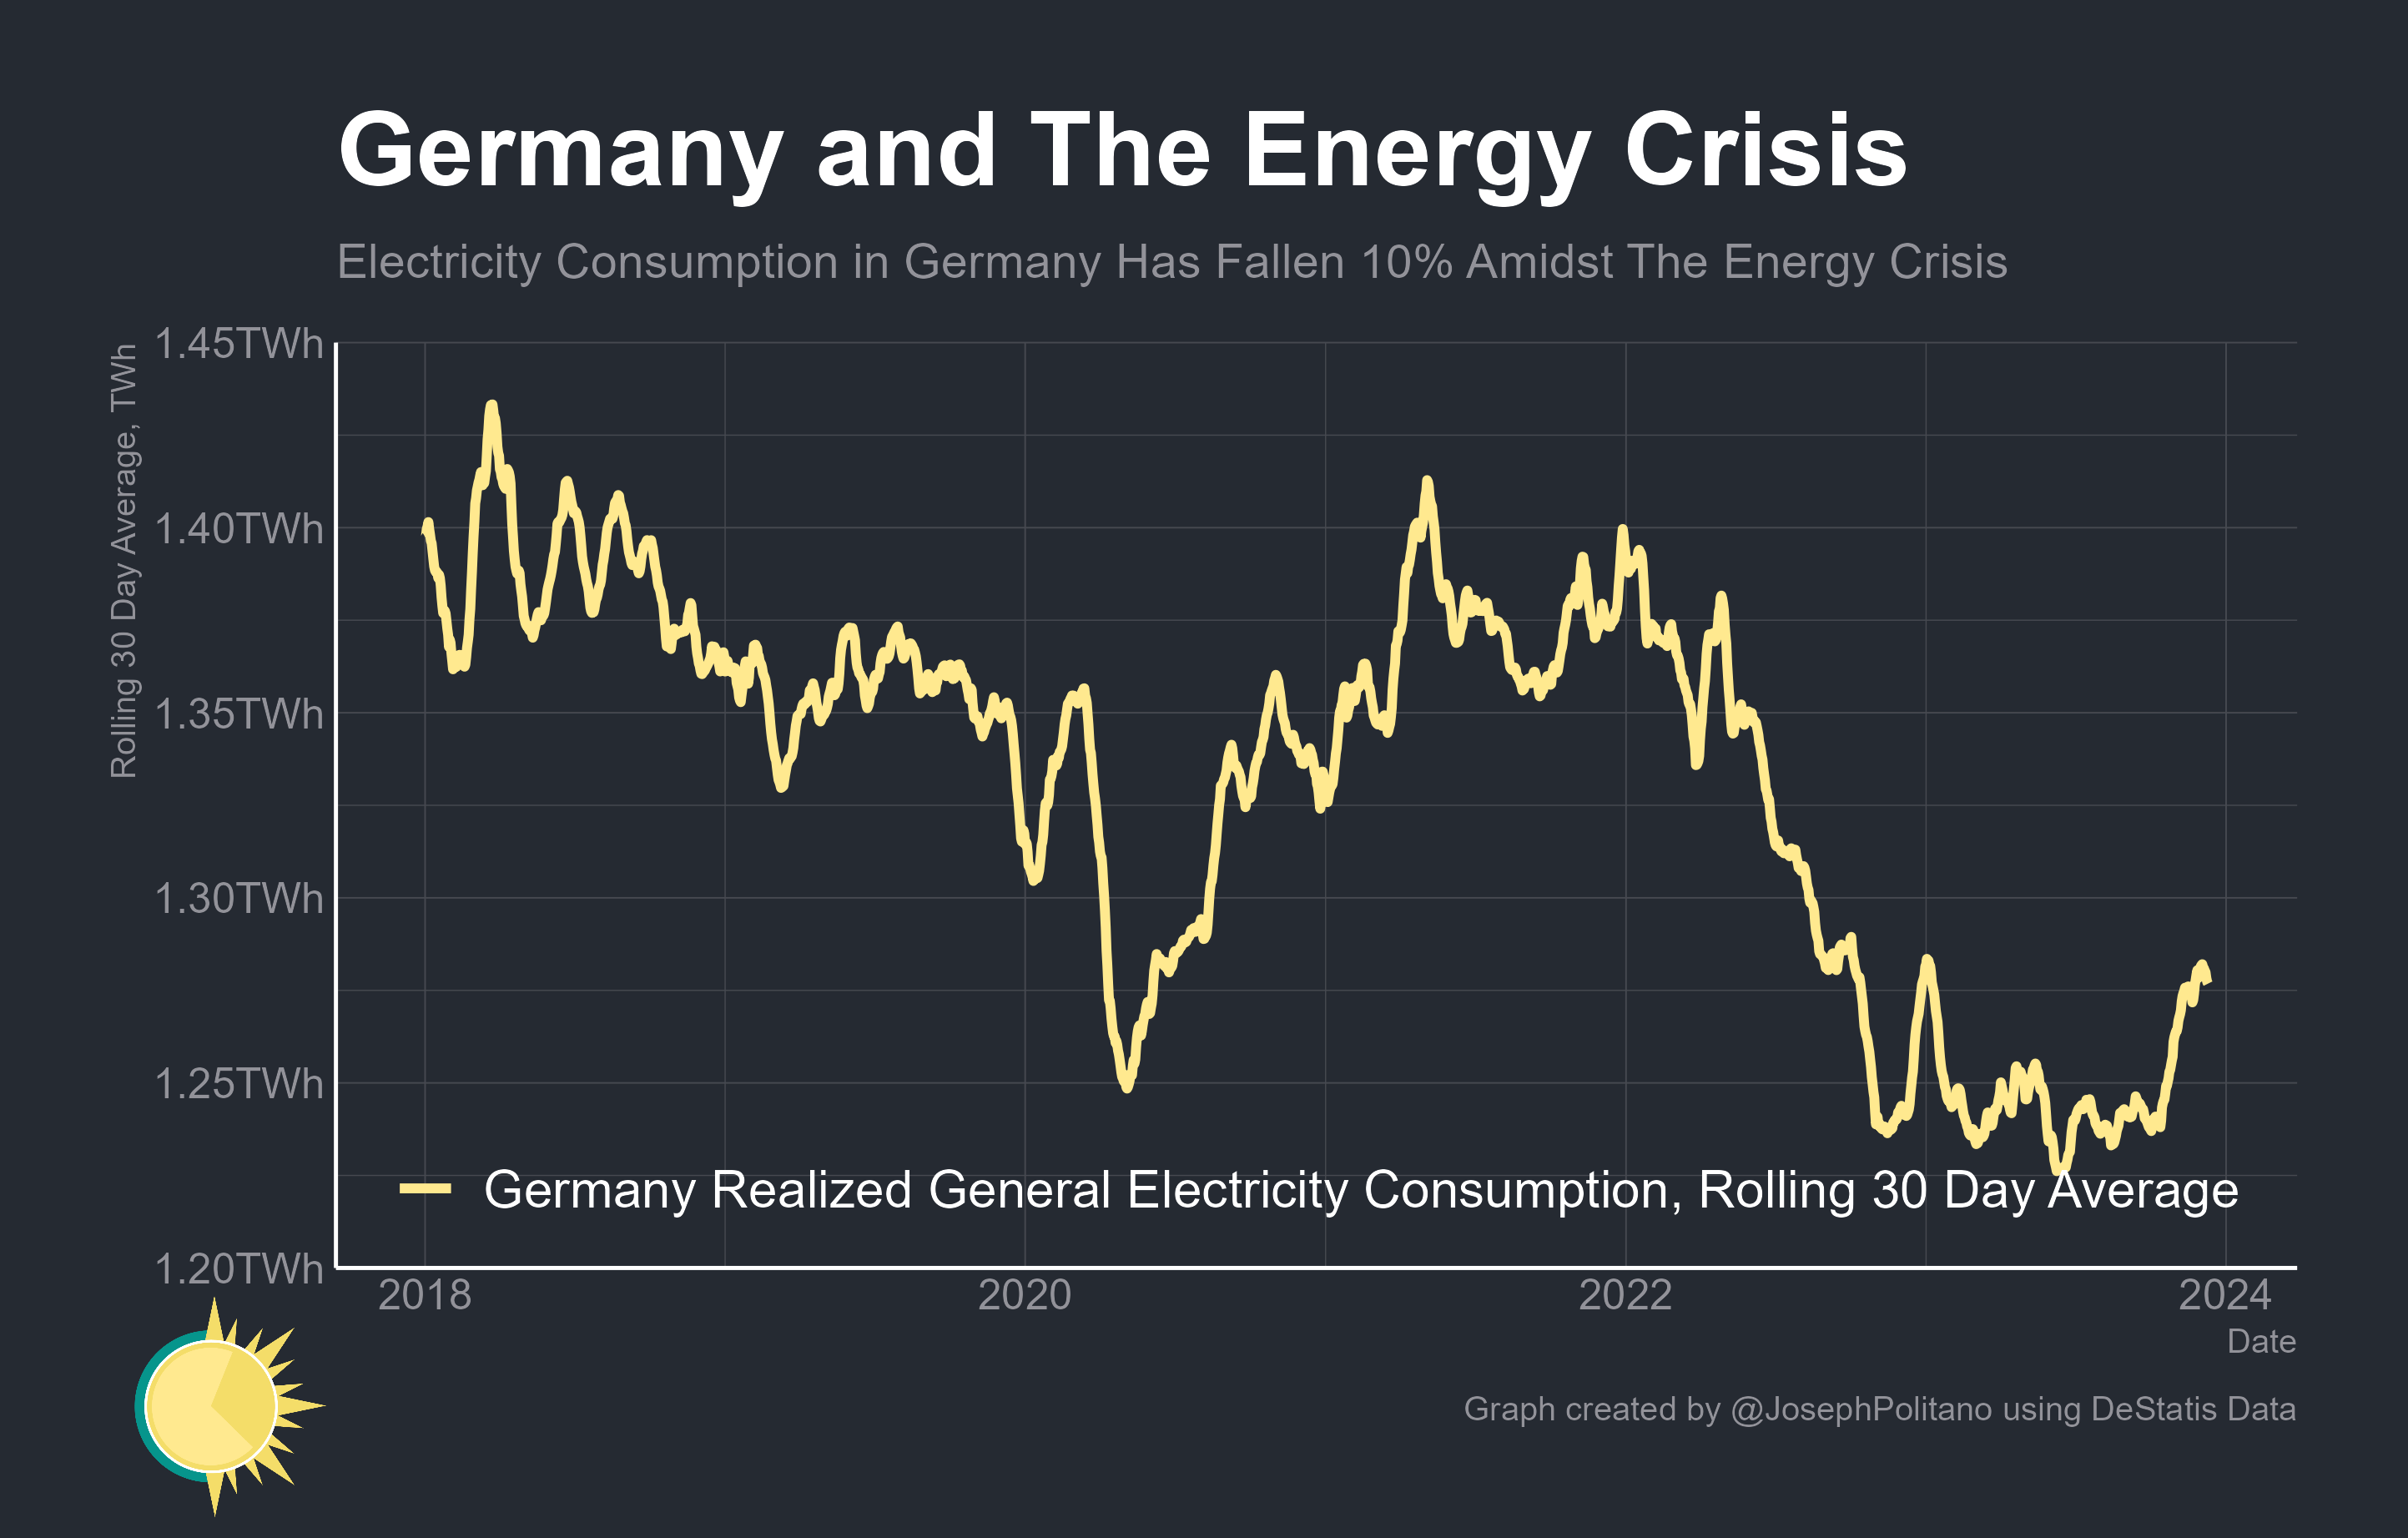 Germany and The Energy Crisis
Electricity Consumption in Germany Has Fallen 10% Amidst The Energy Crisis
Rolling 30 Day Average, TWh
1.45TWh
1.40TWh
1.35TWh
1.30TWh
1.25TWh
1.20TWh
Germany Realized General Electricity Consumption, Rolling 30 Day Average
2018 2020 2022 2024
Date
Graph created by @JosephPolitano using DeStatis Data